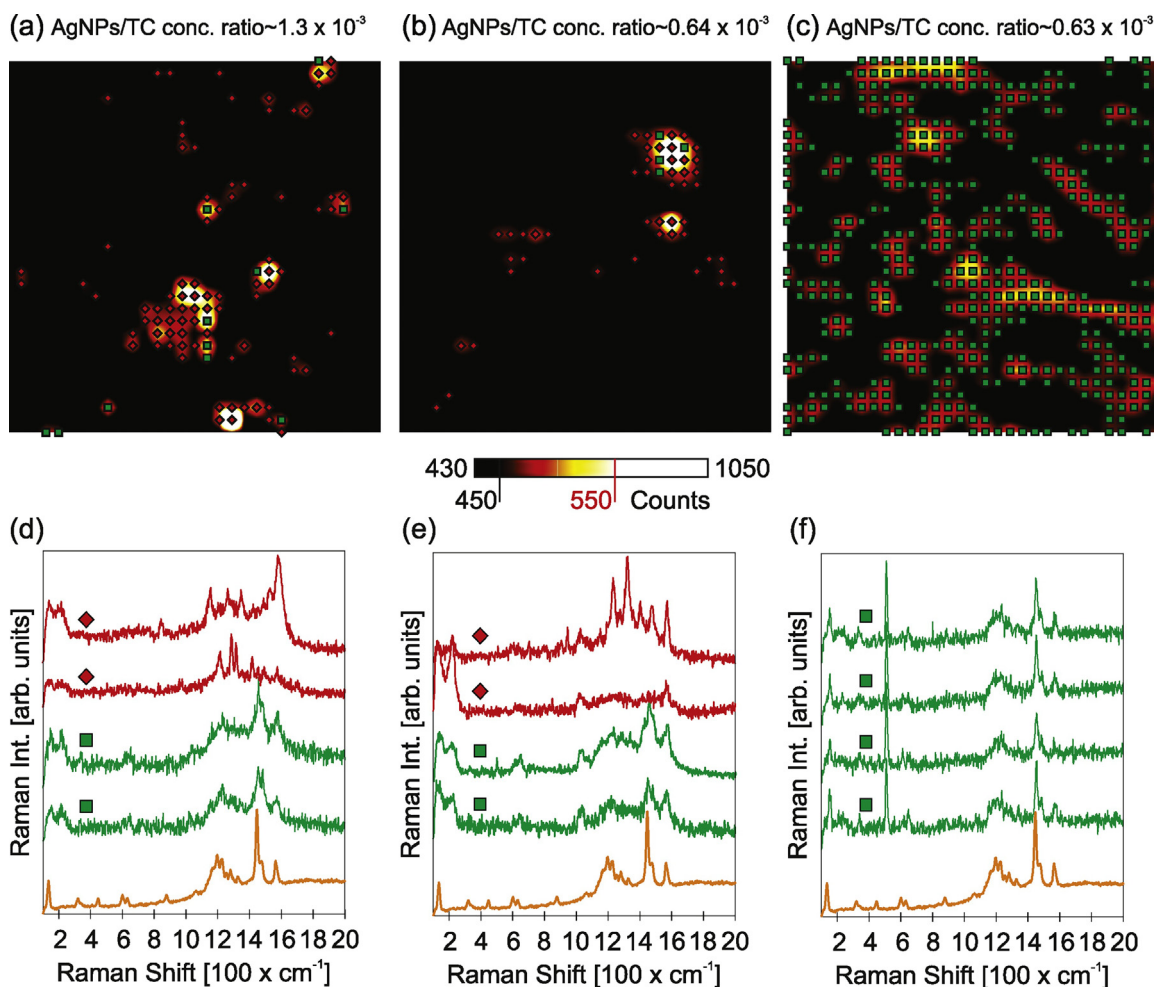 (a) AgNPs/TC conc. ratio~1.3 x 10⁻³
(b) AgNPs/TC conc. ratio~0.64 x 10⁻³
(c) AgNPs/TC conc. ratio~0.63 x 10⁻³
430
1050
450
550
Counts
(d)
(e)
(f)
Raman Int. [arb. units]
Raman Int. [arb. units]
Raman Int. [arb. units]
2 4 6 8 10 12 14 16 18 20
2 4 6 8 10 12 14 16 18 20
2 4 6 8 10 12 14 16 18 20
Raman Shift [100 x cm⁻¹]
Raman Shift [100 x cm⁻¹]
Raman Shift [100 x cm⁻¹]